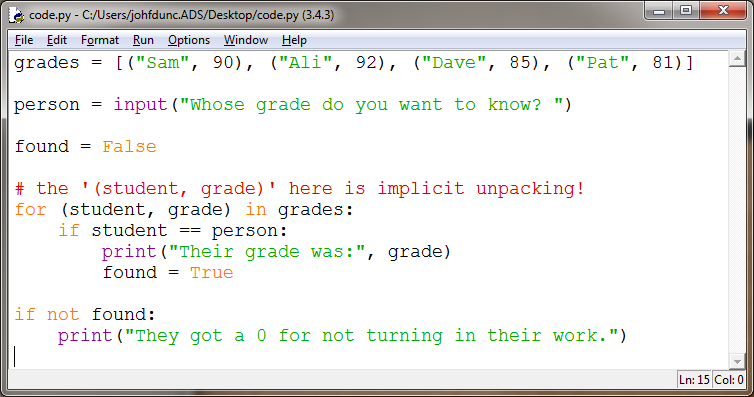 code.py - C:/Users/johfdunc.ADS/Desktop/code.py (3.4.3)
File Edit Format Run Options Window Help
grades = [("Sam", 90), ("Ali", 92), ("Dave", 85), ("Pat", 81)]
person = input("Whose grade do you want to know? ")
found = False
# the '(student, grade)' here is implicit unpacking!
for (student, grade) in grades:
    if student == person:
        print("Their grade was:", grade)
        found = True
if not found:
    print("They got a 0 for not turning in their work.")
Ln: 15 Col: 0